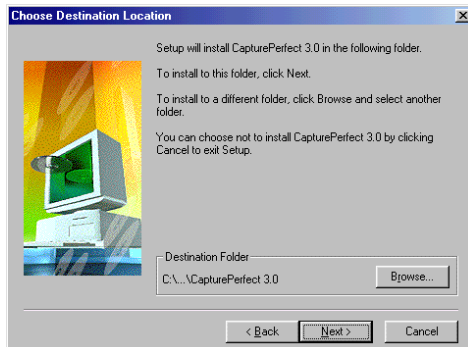 Choose Destination Location
Setup will install CapturePerfect 3.0 in the following folder.
To install to this folder, click Next.
To install to a different folder, click Browse and select another
folder.
You can choose not to install CapturePerfect 3.0 by clicking
Cancel to exit Setup.
Destination Folder
C:\...\CapturePerfect 3.0
Browse...
< Back
Next >
Cancel